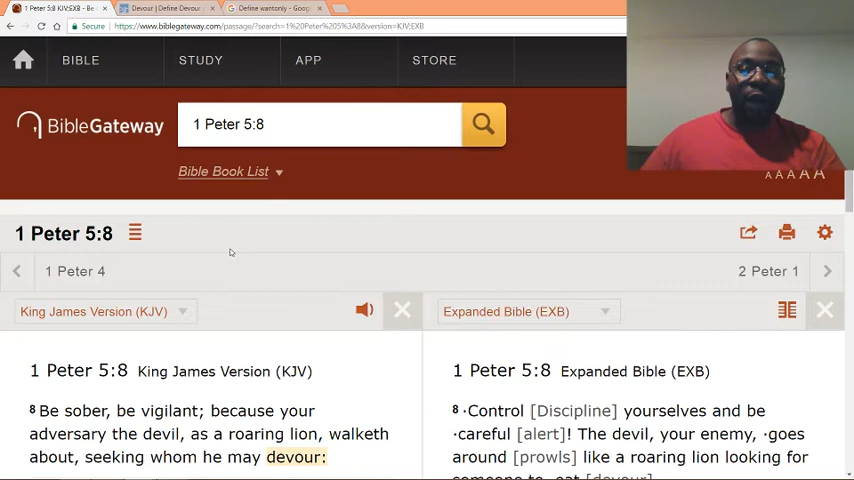 1 Peter 5:8 KJV;EXB - Be
Devour | Define Devour
Define wantonly - Goog
Secure
https://www.biblegateway.com/passage/?search=1%20Peter%205%3A8&version=KJV;EXB
BIBLE STUDY APP STORE
BibleGateway
1 Peter 5:8
Bible Book List
A A A A A
1 Peter 5:8
1 Peter 4
2 Peter 1
King James Version (KJV)
Expanded Bible (EXB)
1 Peter 5:8 King James Version (KJV)
8 Be sober, be vigilant; because your
adversary the devil, as a roaring lion, walketh
about, seeking whom he may devour:
1 Peter 5:8 Expanded Bible (EXB)
8 ·Control [Discipline] yourselves and be
·careful [alert]! The devil, your enemy, ·goes
around [prowls] like a roaring lion looking for
someone to ·eat [devour].